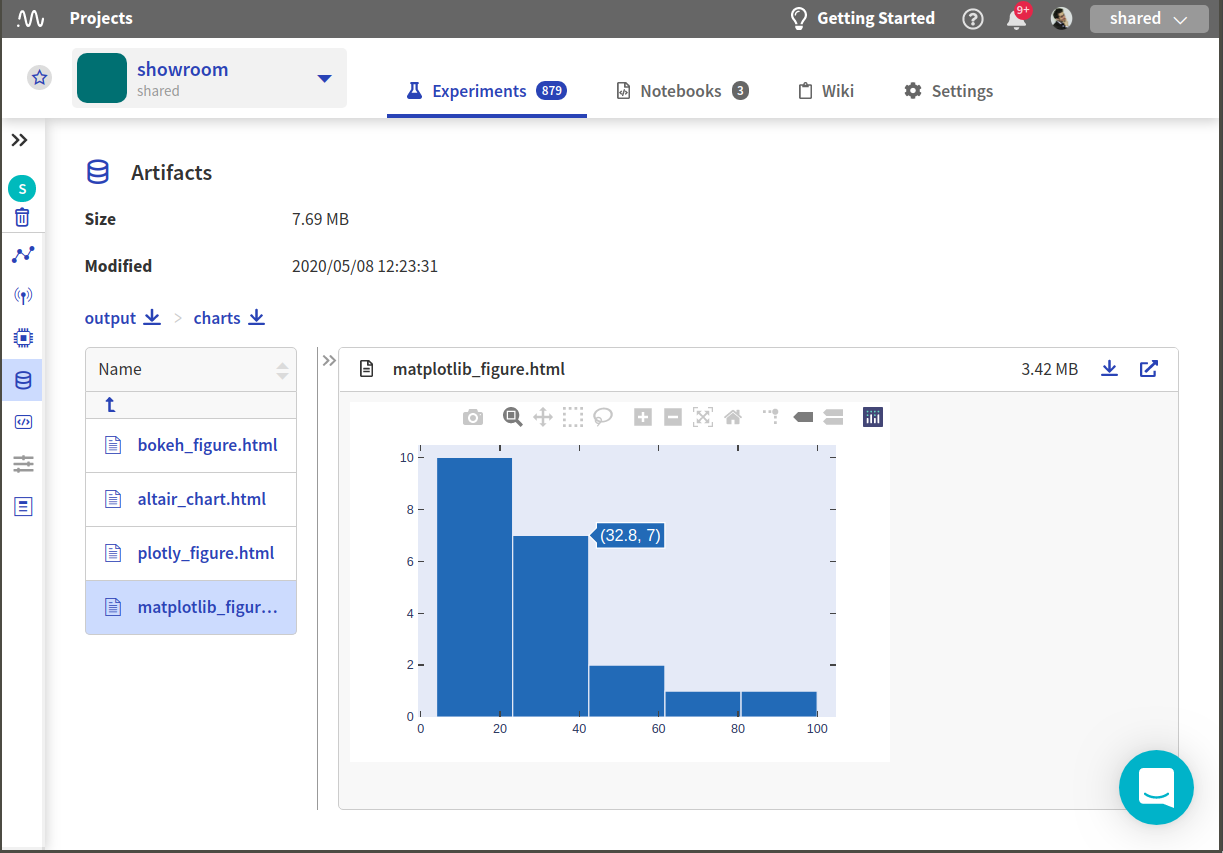 Projects
Getting Started
9+
shared
showroom
shared
Experiments 879
Notebooks 3
Wiki
Settings
S
Artifacts
Size 7.69 MB
Modified 2020/05/08 12:23:31
output > charts
Name
bokeh_figure.html
altair_chart.html
plotly_figure.html
matplotlib_figur...
matplotlib_figure.html
3.42 MB
10
8
6
4
2
0
(32.8, 7)
0 20 40 60 80 100